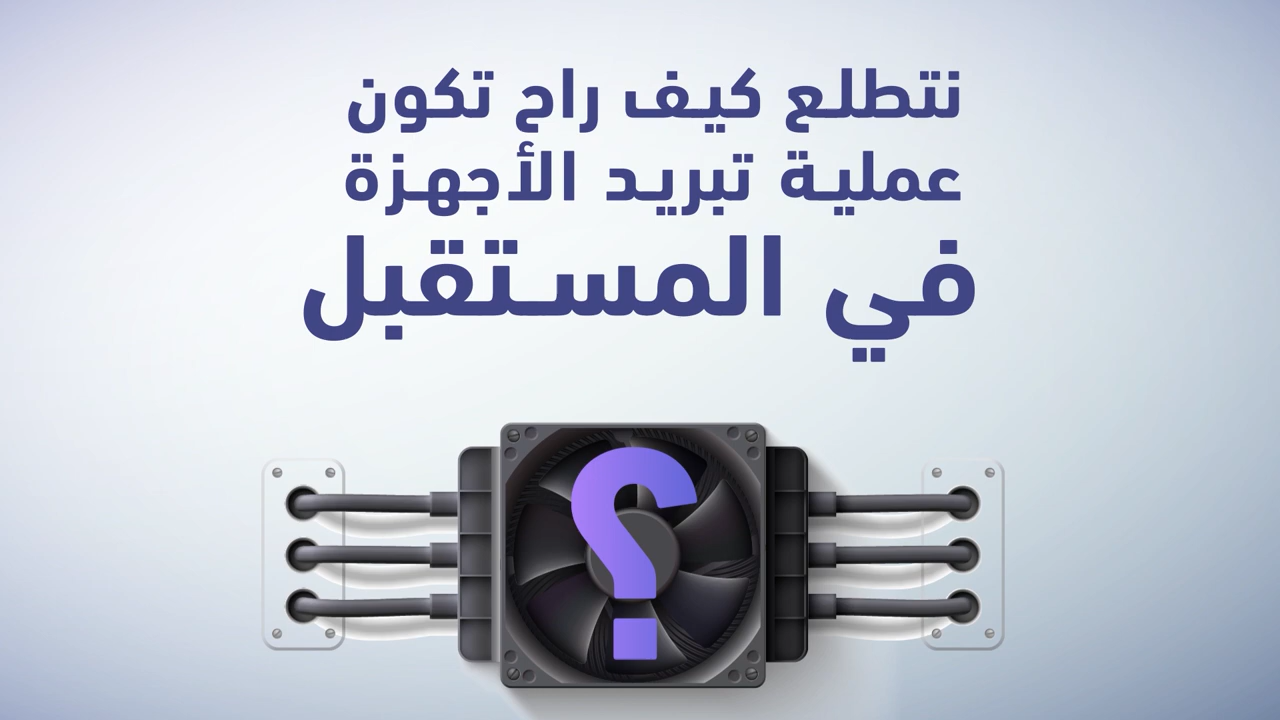 نتطلع كيف راح تكون
عملية تبريد الأجهزة
في المستقبل
؟